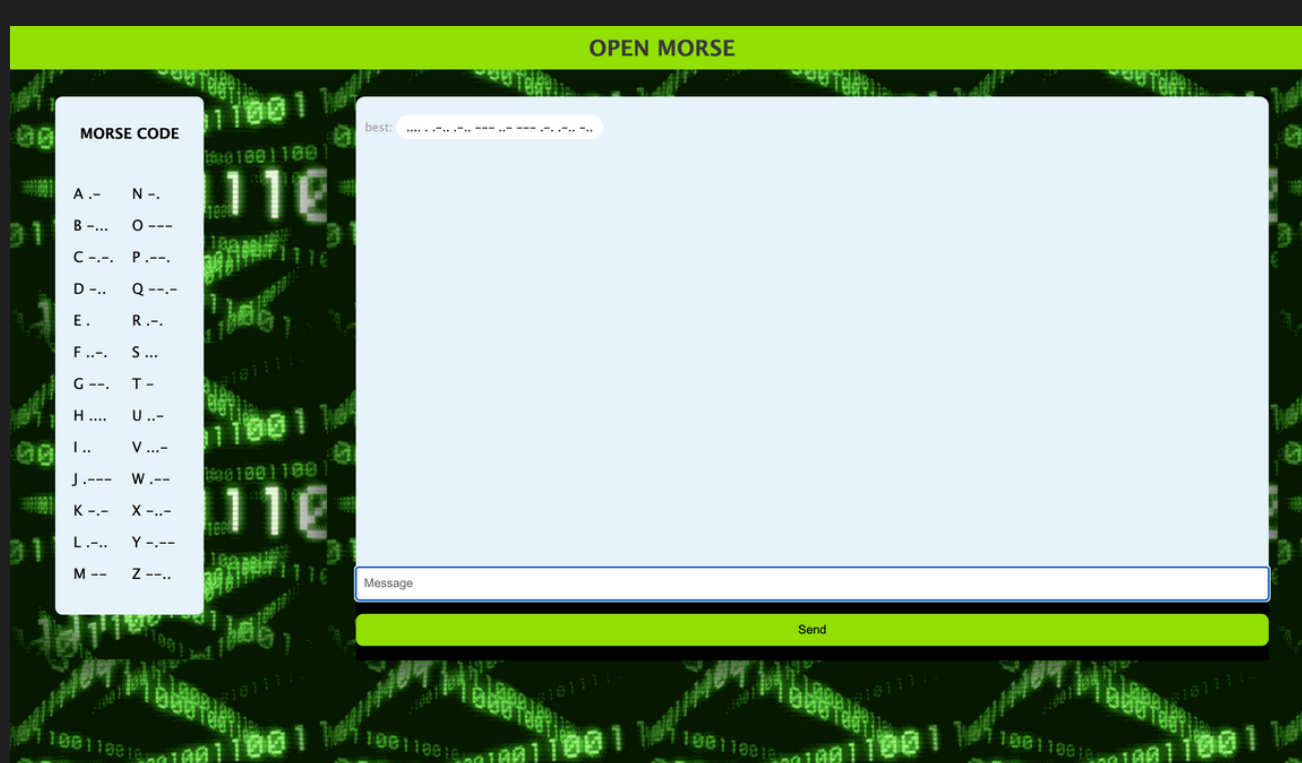 OPEN MORSE
MORSE CODE
A .- N -.
B -... O ---
C -.-. P .--.
D -.. Q --.-
E . R .-.
F ..-. S ...
G --. T -
H .... U ..-
I .. V ...-
J .--- W .--
K -.- X -..-
L .-.. Y -.--
M -- Z --..
best: .... . .-.. .-.. --- ..- --- .-. .-.. -..
Message
Send